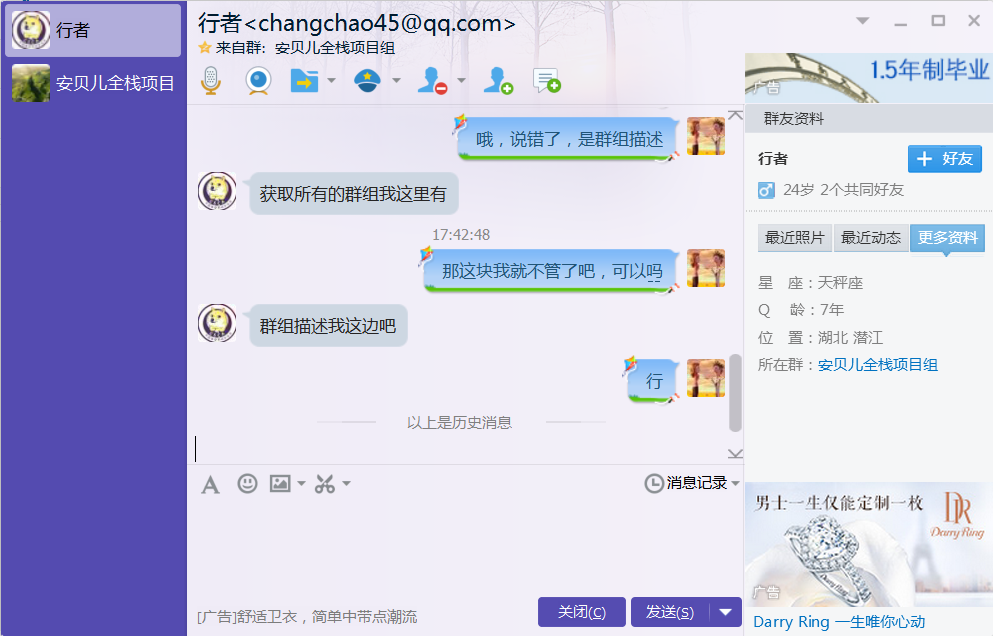 行者
安贝儿全栈项目
行者<changchao45@qq.com>
来自群: 安贝儿全栈项目组
哦，说错了，是群组描述
获取所有的群组我这里有
17:42:48
那这块我就不管了吧，可以吗
群组描述我这边吧
行
以上是历史消息
消息记录
[广告]舒适卫衣，简单中带点潮流
关闭(C)
发送(S)
1.5年制毕业
广告
群友资料
行者
+ 好友
24岁 2个共同好友
最近照片 最近动态 更多资料
星 座：天秤座
Q 龄：7年
位 置：湖北 潜江
所在群：安贝儿全栈项目组
男士一生仅能定制一枚
DR
Darry Ring
广告
Darry Ring 一生唯你心动